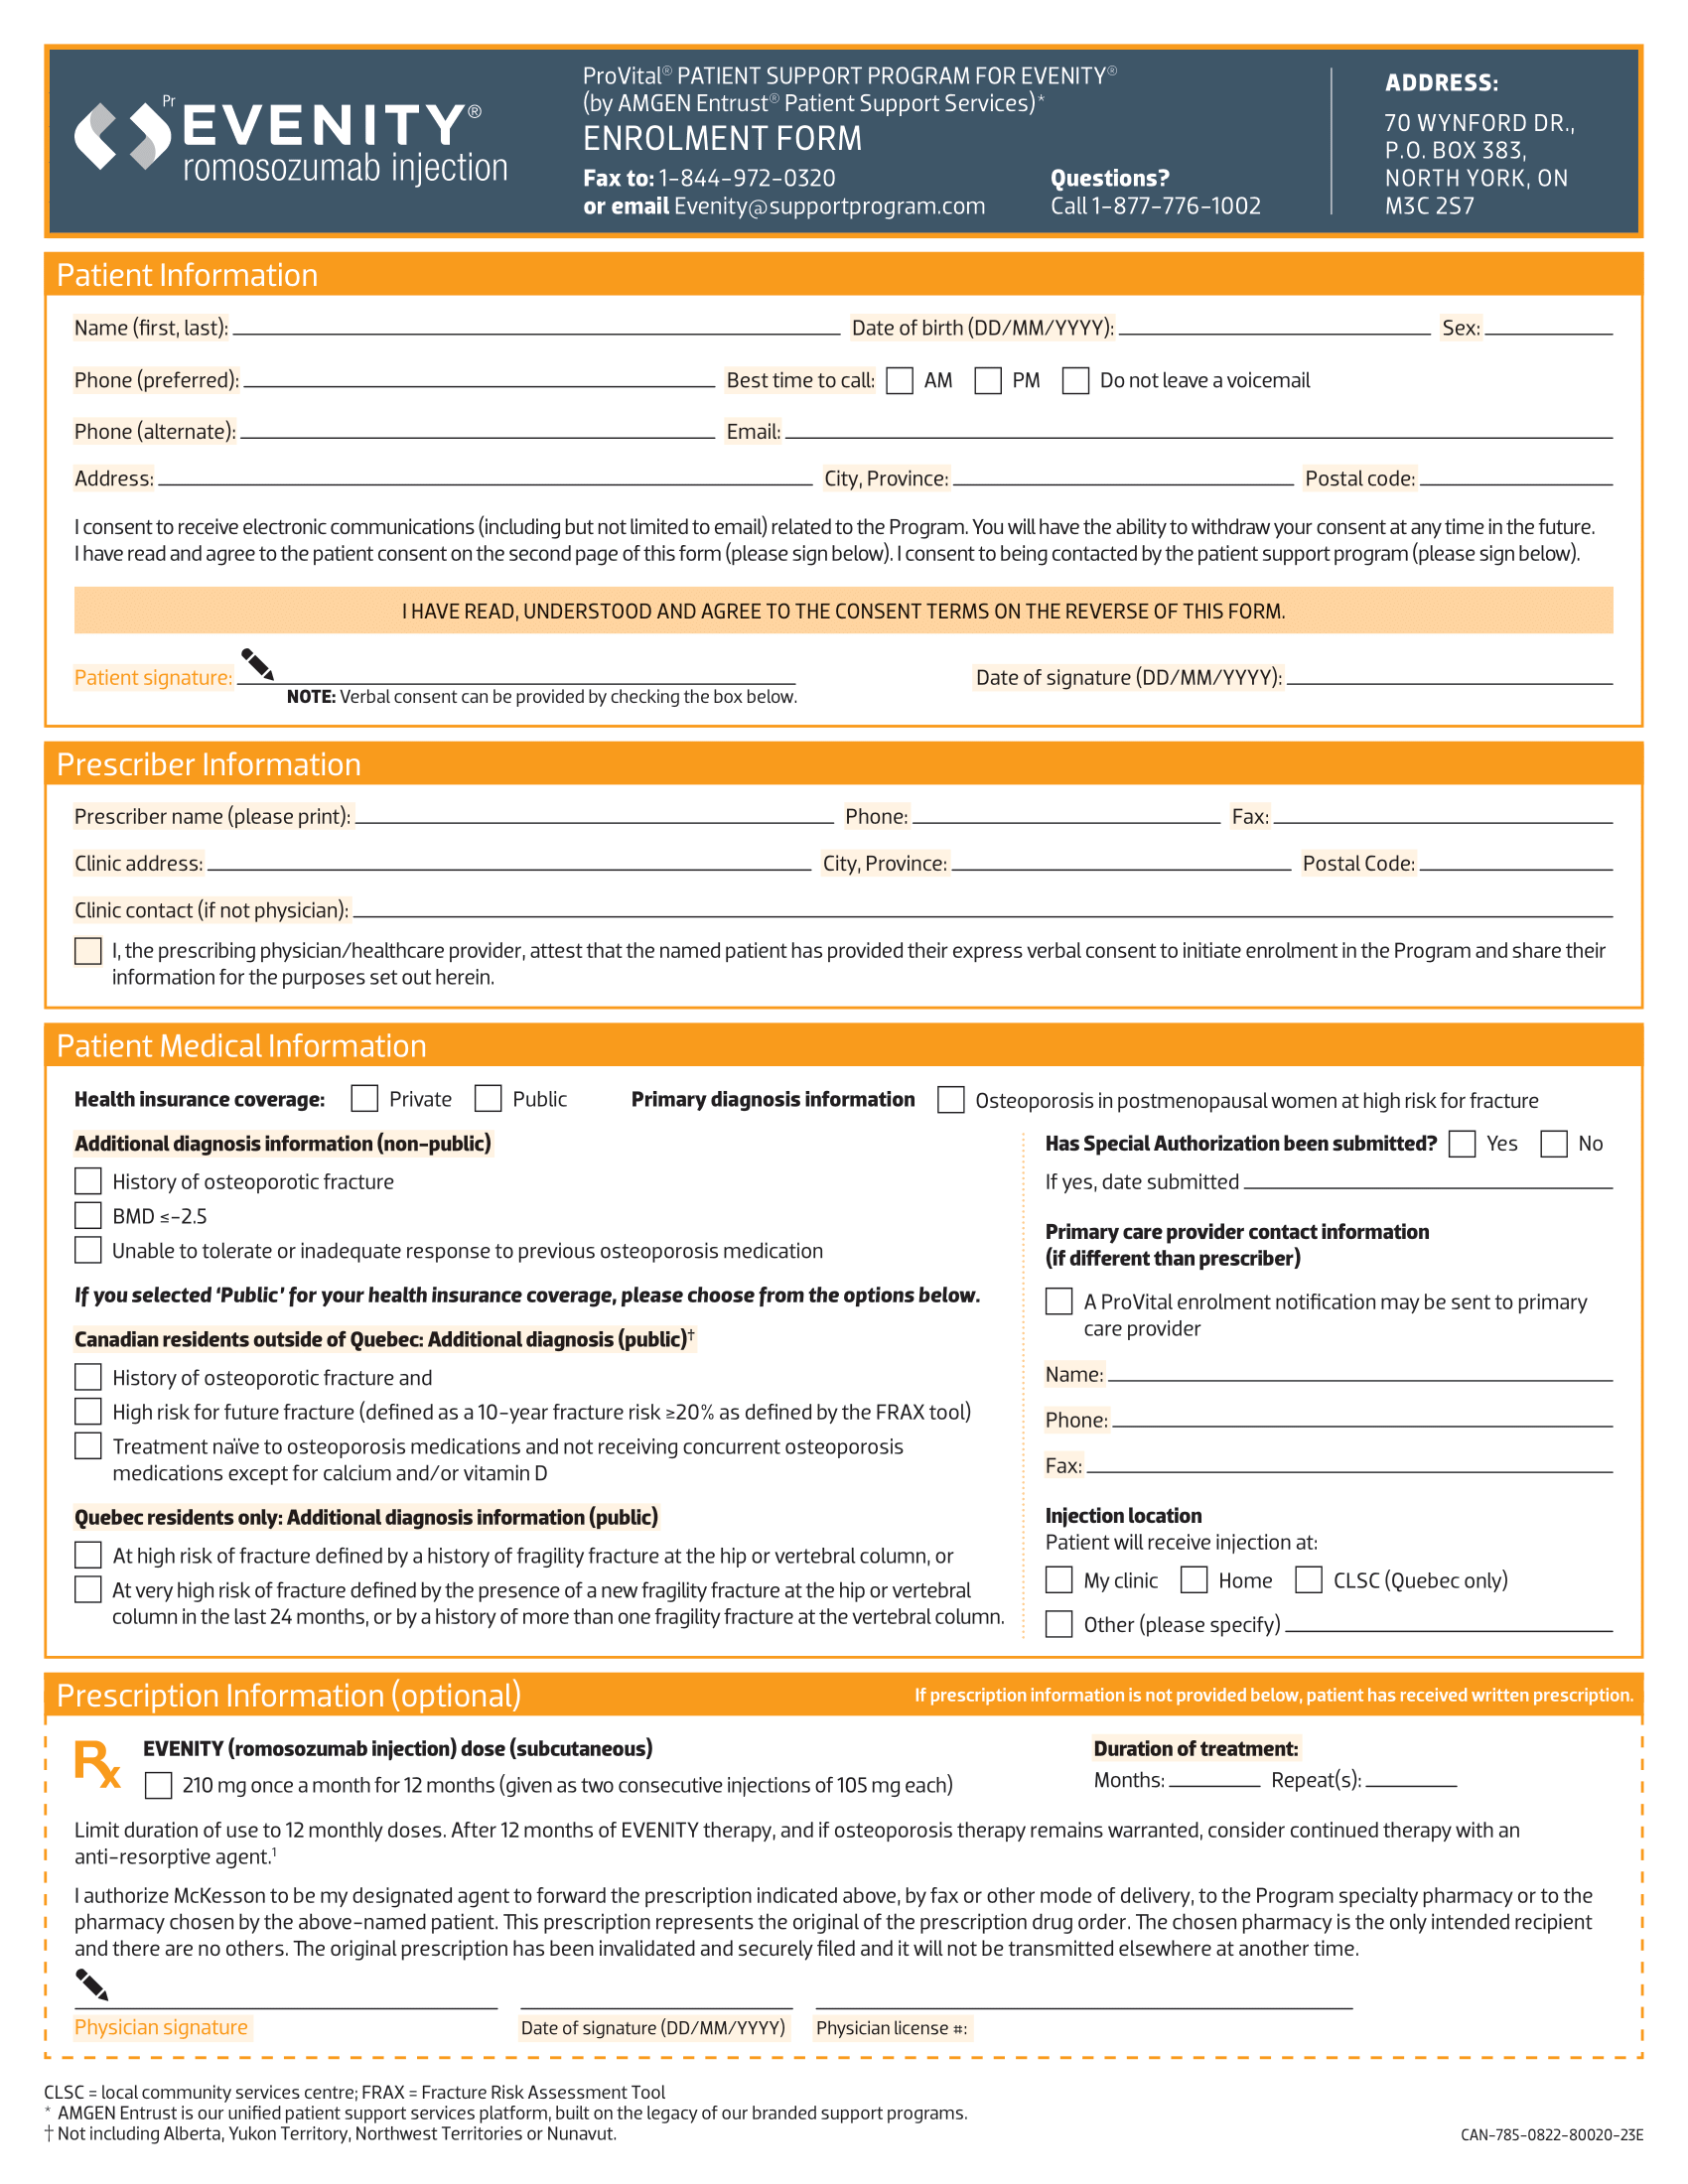 Pr EVENITY®
romosozumab injection
ProVital® PATIENT SUPPORT PROGRAM FOR EVENITY®
(by AMGEN Entrust® Patient Support Services)*
ENROLMENT FORM
Fax to: 1-844-972-0320
or email Evenity@supportprogram.com
Questions?
Call 1-877-776-1002
ADDRESS:
70 WYNFORD DR.,
P.O. BOX 383,
NORTH YORK, ON
M3C 2S7
Patient Information
Name (first, last): Date of birth (DD/MM/YYYY): Sex:
Phone (preferred): Best time to call: AM PM Do not leave a voicemail
Phone (alternate): Email:
Address: City, Province: Postal code:
I consent to receive electronic communications (including but not limited to email) related to the Program. You will have the ability to withdraw your consent at any time in the future.
I have read and agree to the patient consent on the second page of this form (please sign below). I consent to being contacted by the patient support program (please sign below).
I HAVE READ, UNDERSTOOD AND AGREE TO THE CONSENT TERMS ON THE REVERSE OF THIS FORM.
Patient signature: Date of signature (DD/MM/YYYY):
NOTE: Verbal consent can be provided by checking the box below.
Prescriber Information
Prescriber name (please print): Phone: Fax:
Clinic address: City, Province: Postal Code:
Clinic contact (if not physician):
I, the prescribing physician/healthcare provider, attest that the named patient has provided their express verbal consent to initiate enrolment in the Program and share their
information for the purposes set out herein.
Patient Medical Information
Health insurance coverage: Private Public Primary diagnosis information Osteoporosis in postmenopausal women at high risk for fracture
Additional diagnosis information (non-public)
History of osteoporotic fracture
BMD ≤-2.5
Unable to tolerate or inadequate response to previous osteoporosis medication
If you selected 'Public' for your health insurance coverage, please choose from the options below.
Canadian residents outside of Quebec: Additional diagnosis (public)†
History of osteoporotic fracture and
High risk for future fracture (defined as a 10-year fracture risk ≥20% as defined by the FRAX tool)
Treatment naïve to osteoporosis medications and not receiving concurrent osteoporosis
medications except for calcium and/or vitamin D
Quebec residents only: Additional diagnosis information (public)
At high risk of fracture defined by a history of fragility fracture at the hip or vertebral column, or
At very high risk of fracture defined by the presence of a new fragility fracture at the hip or vertebral
column in the last 24 months, or by a history of more than one fragility fracture at the vertebral column.
Has Special Authorization been submitted? Yes No
If yes, date submitted
Primary care provider contact information
(if different than prescriber)
A ProVital enrolment notification may be sent to primary
care provider
Name:
Phone:
Fax:
Injection location
Patient will receive injection at:
My clinic Home CLSC (Quebec only)
Other (please specify)
Prescription Information (optional) If prescription information is not provided below, patient has received written prescription.
Rx EVENITY (romosozumab injection) dose (subcutaneous)
210 mg once a month for 12 months (given as two consecutive injections of 105 mg each)
Duration of treatment:
Months: Repeat(s):
Limit duration of use to 12 monthly doses. After 12 months of EVENITY therapy, and if osteoporosis therapy remains warranted, consider continued therapy with an
anti-resorptive agent.1
I authorize McKesson to be my designated agent to forward the prescription indicated above, by fax or other mode of delivery, to the Program specialty pharmacy or to the
pharmacy chosen by the above-named patient. This prescription represents the original of the prescription drug order. The chosen pharmacy is the only intended recipient
and there are no others. The original prescription has been invalidated and securely filed and it will not be transmitted elsewhere at another time.
Physician signature Date of signature (DD/MM/YYYY) Physician license #:
CLSC = local community services centre; FRAX = Fracture Risk Assessment Tool
* AMGEN Entrust is our unified patient support services platform, built on the legacy of our branded support programs.
† Not including Alberta, Yukon Territory, Northwest Territories or Nunavut.
CAN-785-0822-80020-23E